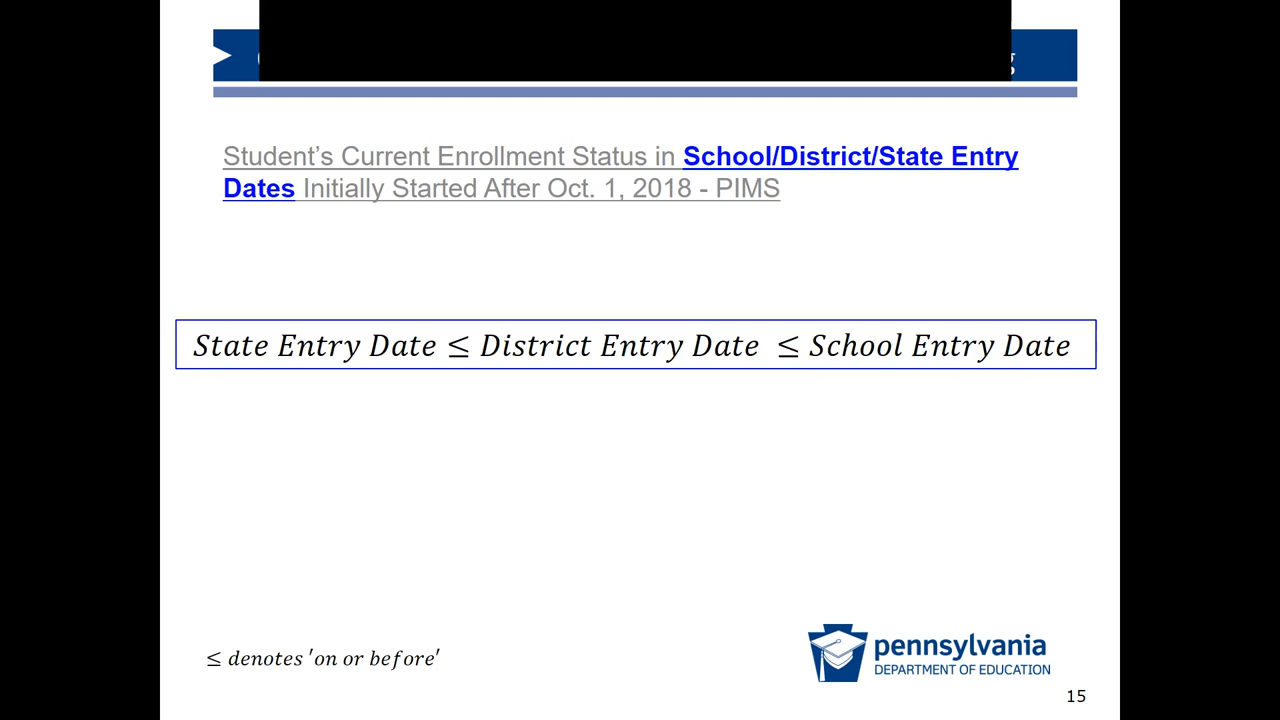 Student’s Current Enrollment Status in School/District/State Entry
Dates Initially Started After Oct. 1, 2018 - PIMS
State Entry Date ≤ District Entry Date ≤ School Entry Date
≤ denotes 'on or before'
pennsylvania
DEPARTMENT OF EDUCATION
15